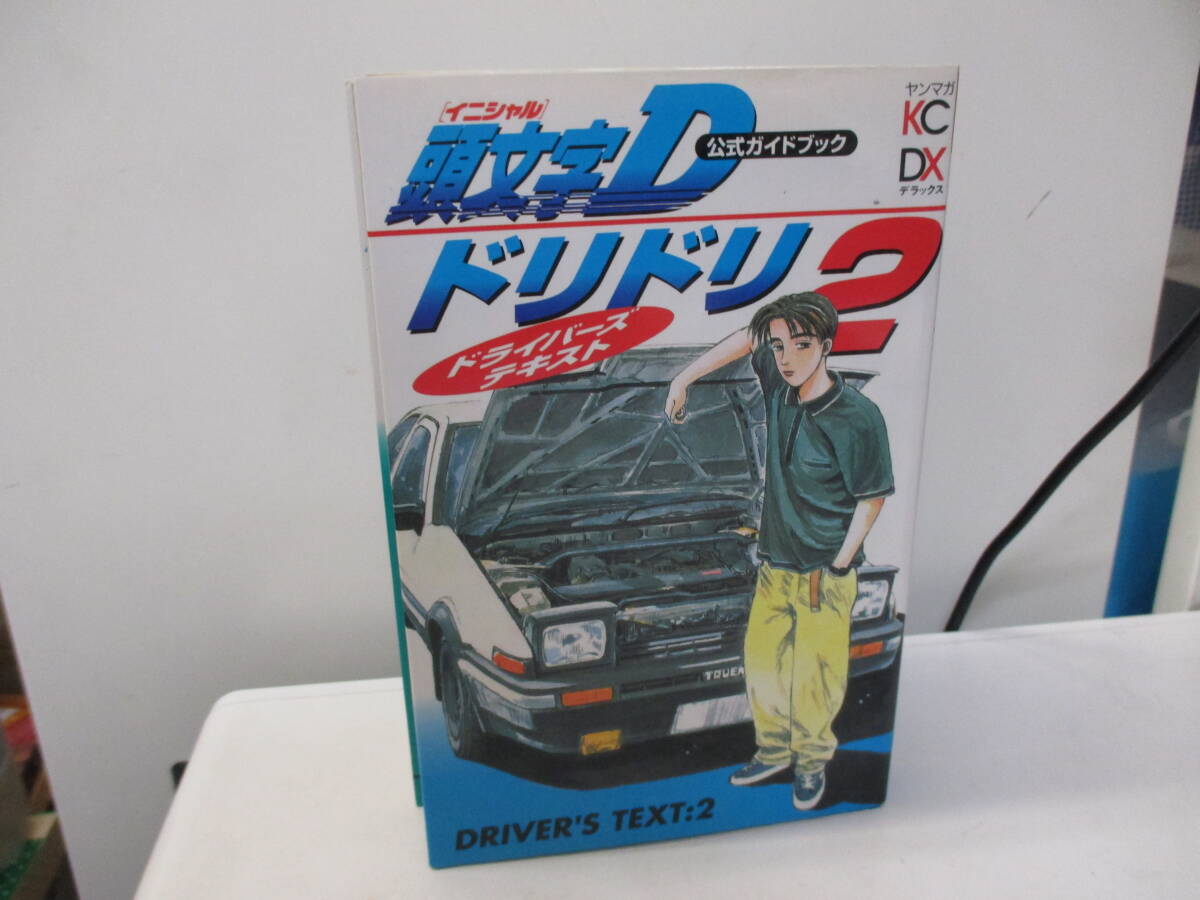 [イニシャル]
頭文字D
公式ガイドブック
ヤンマガ
KC
DX
デラックス
ドリドリ2
ドライバーズ
テキスト
DRIVER'S TEXT:2